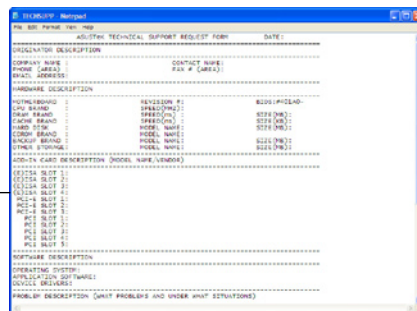 TECHSUPP - Notepad
File Edit Format View Help
ASUSTEK TECHNICAL SUPPORT REQUEST FORM DATE:
ORIGINATOR DESCRIPTION
COMPANY NAME : CONTACT NAME:
PHONE (AREA) : FAX # (AREA):
EMAIL ADDRESS:
HARDWARE DESCRIPTION
MOTHERBOARD : REVISION #: BIOS:
CPU BRAND : SPEED(MHZ):
DRAM BRAND : SPEED(ns) : SIZE(MB):
CACHE BRAND : SPEED(ns) : SIZE(KB):
HARD DISK : MODEL NAME: SIZE(MB):
CDROM BRAND : MODEL NAME:
BACKUP BRAND : MODEL NAME: SIZE(MB):
OTHER STORAGE: MODEL NAME: SIZE(MB):
ADD-IN CARD DESCRIPTION (MODEL NAME/VENDOR)
(E)ISA SLOT 1:
(E)ISA SLOT 2:
(E)ISA SLOT 3:
(E)ISA SLOT 4:
PCI-E SLOT 1:
PCI-E SLOT 2:
PCI-E SLOT 3:
PCI SLOT 1:
PCI SLOT 2:
PCI SLOT 3:
PCI SLOT 4:
PCI SLOT 5:
SOFTWARE DESCRIPTION
OPERATING SYSTEM:
APPLICATION SOFTWARE:
DEVICE DRIVERS:
PROBLEM DESCRIPTION (WHAT PROBLEMS AND UNDER WHAT SITUATIONS)